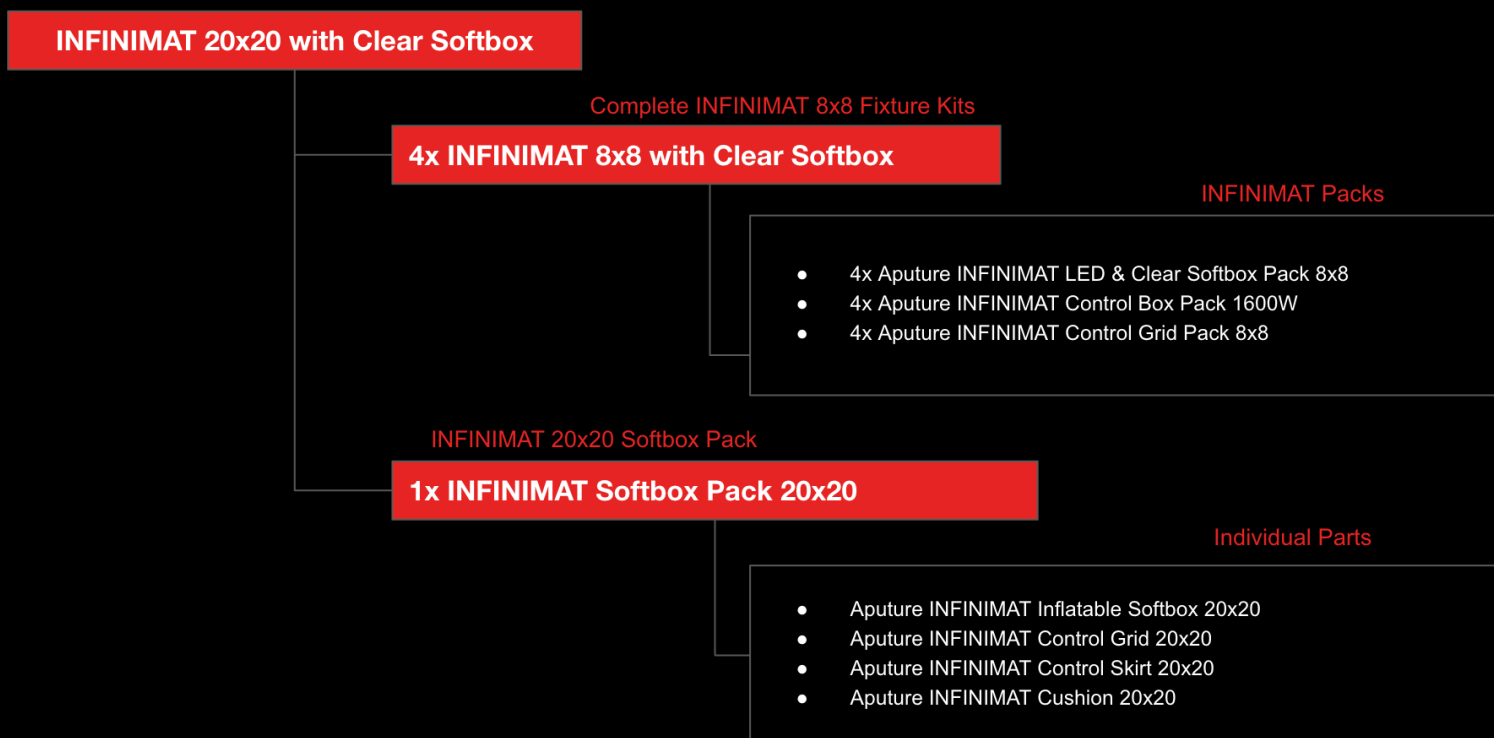 INFINIMAT 20x20 with Clear Softbox
Complete INFINIMAT 8x8 Fixture Kits
4x INFINIMAT 8x8 with Clear Softbox
INFINIMAT Packs
● 4x Aputure INFINIMAT LED & Clear Softbox Pack 8x8
● 4x Aputure INFINIMAT Control Box Pack 1600W
● 4x Aputure INFINIMAT Control Grid Pack 8x8
INFINIMAT 20x20 Softbox Pack
1x INFINIMAT Softbox Pack 20x20
Individual Parts
● Aputure INFINIMAT Inflatable Softbox 20x20
● Aputure INFINIMAT Control Grid 20x20
● Aputure INFINIMAT Control Skirt 20x20
● Aputure INFINIMAT Cushion 20x20